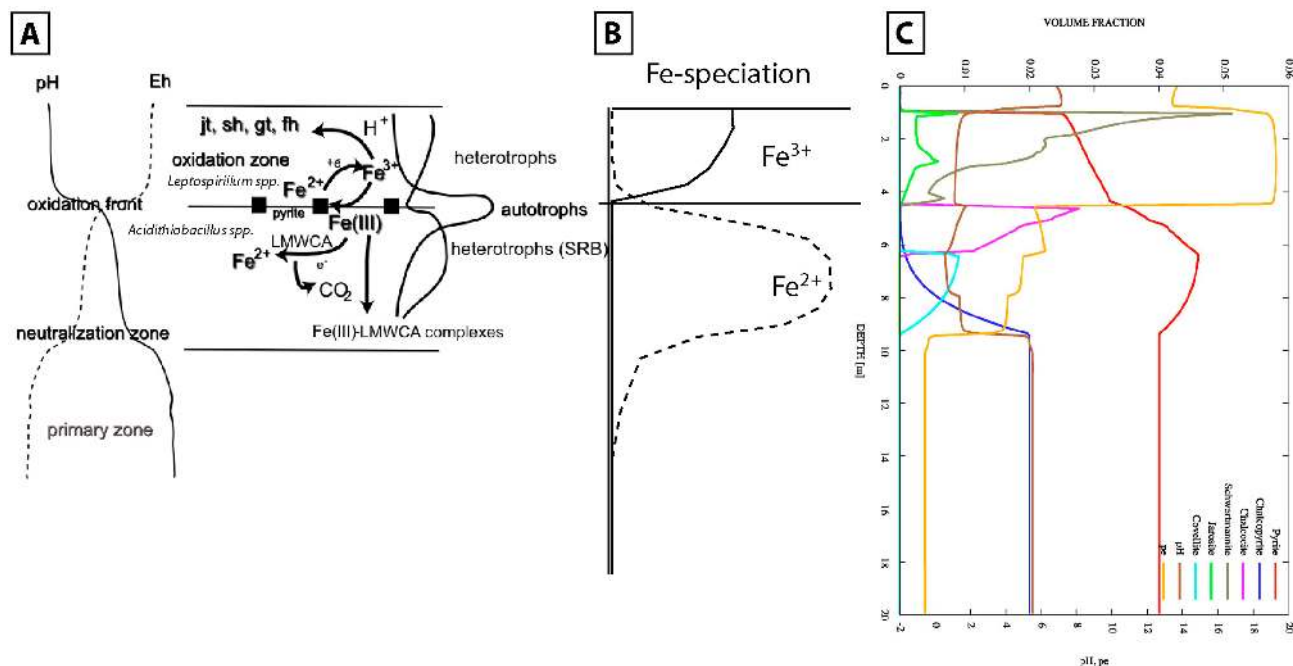 A
pH
Eh
jt, sh, gt, fh
H+
oxidation zone
+e
Fe3+
heterotrophs
Leptospirillum spp.
Fe2+
oxidation front
autotrophs
pyrite
Fe(III)
Acidithiobacillus spp.
LMWCA
heterotrophs (SRB)
Fe2+
e-
CO2
neutralization zone
Fe(III)-LMWCA complexes
primary zone
B
Fe-speciation
Fe3+
Fe2+
C
VOLUME FRACTION
0 0.01 0.02 0.03 0.04 0.05 0.06
0
2
4
6
8
10
12
14
16
18
20
DEPTH [m]
Pyrite
Chalcopyrite
Chalcocite
Schwertmannite
Jarosite
Covellite
pH
pe
-2 0 2 4 6 8 10 12 14 16 18 20
pH, pe